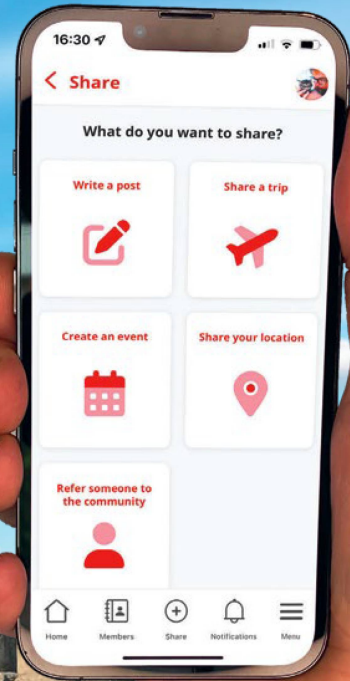 16:30
Share
What do you want to share?
Write a post
Share a trip
Create an event
Share your location
Refer someone to
the community
Home
Members
Share
Notifications
Menu